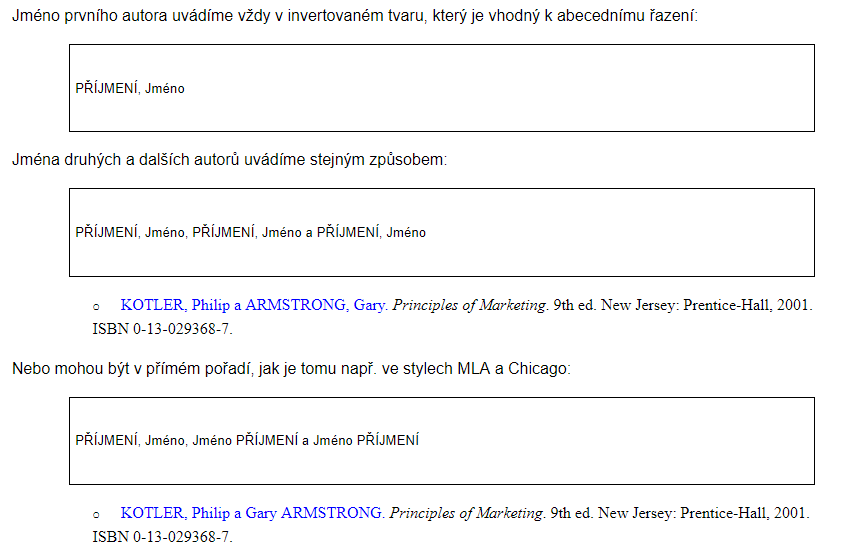 Jméno prvního autora uvádíme vždy v invertovaném tvaru, který je vhodný k abecednímu řazení:
PŘÍJMENÍ, Jméno
Jména druhých a dalších autorů uvádíme stejným způsobem:
PŘÍJMENÍ, Jméno, PŘÍJMENÍ, Jméno a PŘÍJMENÍ, Jméno
o KOTLER, Philip a ARMSTRONG, Gary. Principles of Marketing. 9th ed. New Jersey: Prentice-Hall, 2001.
ISBN 0-13-029368-7.
Nebo mohou být v přímém pořadí, jak je tomu např. ve stylech MLA a Chicago:
PŘÍJMENÍ, Jméno, Jméno PŘÍJMENÍ a Jméno PŘÍJMENÍ
o KOTLER, Philip a Gary ARMSTRONG. Principles of Marketing. 9th ed. New Jersey: Prentice-Hall, 2001.
ISBN 0-13-029368-7.